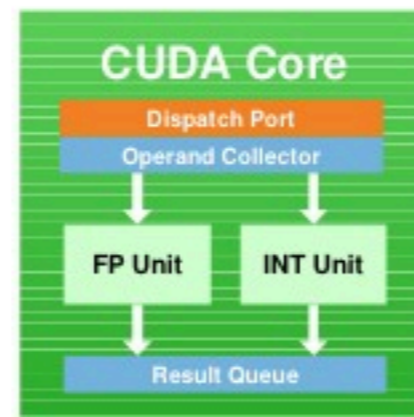 CUDA Core
Dispatch Port
Operand Collector
FP Unit INT Unit
Result Queue